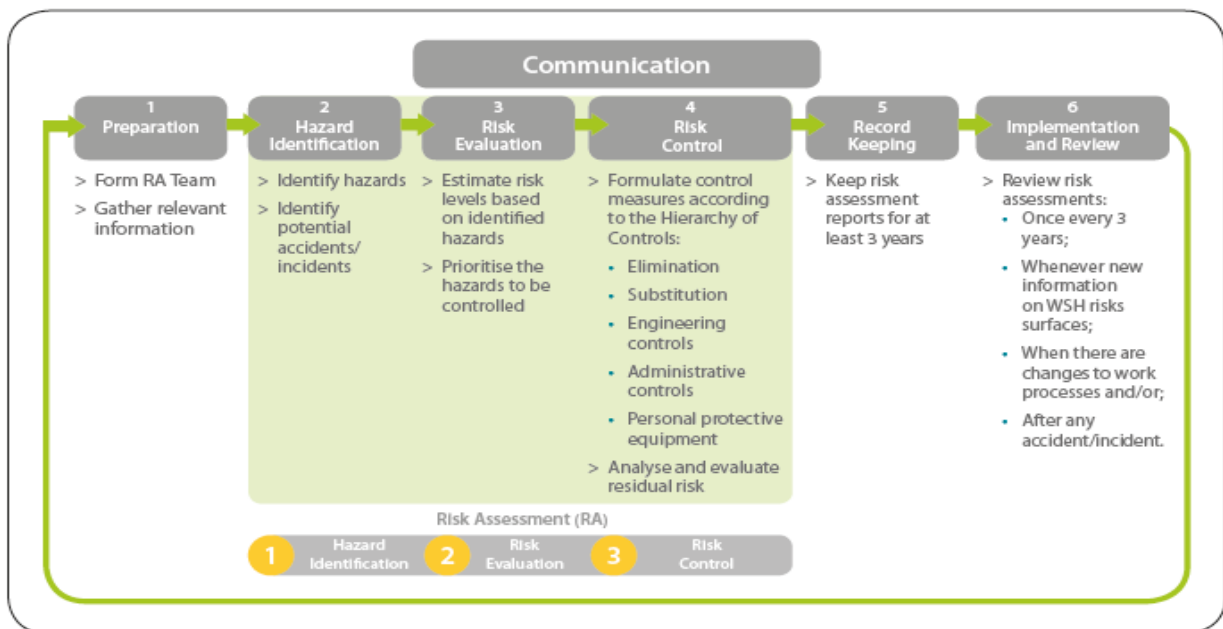 Communication
1
Preparation
2
Hazard
Identification
3
Risk
Evaluation
4
Risk
Control
5
Record
Keeping
6
Implementation
and Review
> Form RA Team
> Gather relevant
information
> Identify hazards
> Identify
potential
accidents/
incidents
> Estimate risk
levels based
on identified
hazards
> Prioritise the
hazards to be
controlled
> Formulate control
measures according
to the Hierarchy of
Controls:
• Elimination
• Substitution
• Engineering
controls
• Administrative
controls
• Personal protective
equipment
> Analyse and evaluate
residual risk
> Keep risk
assessment
reports for at
least 3 years
> Review risk
assessments:
• Once every 3
years;
• Whenever new
information
on WSH risks
surfaces;
• When there are
changes to work
processes and/or;
• After any
accident/incident.
Risk Assessment (RA)
1
Hazard
Identification
2
Risk
Evaluation
3
Risk
Control